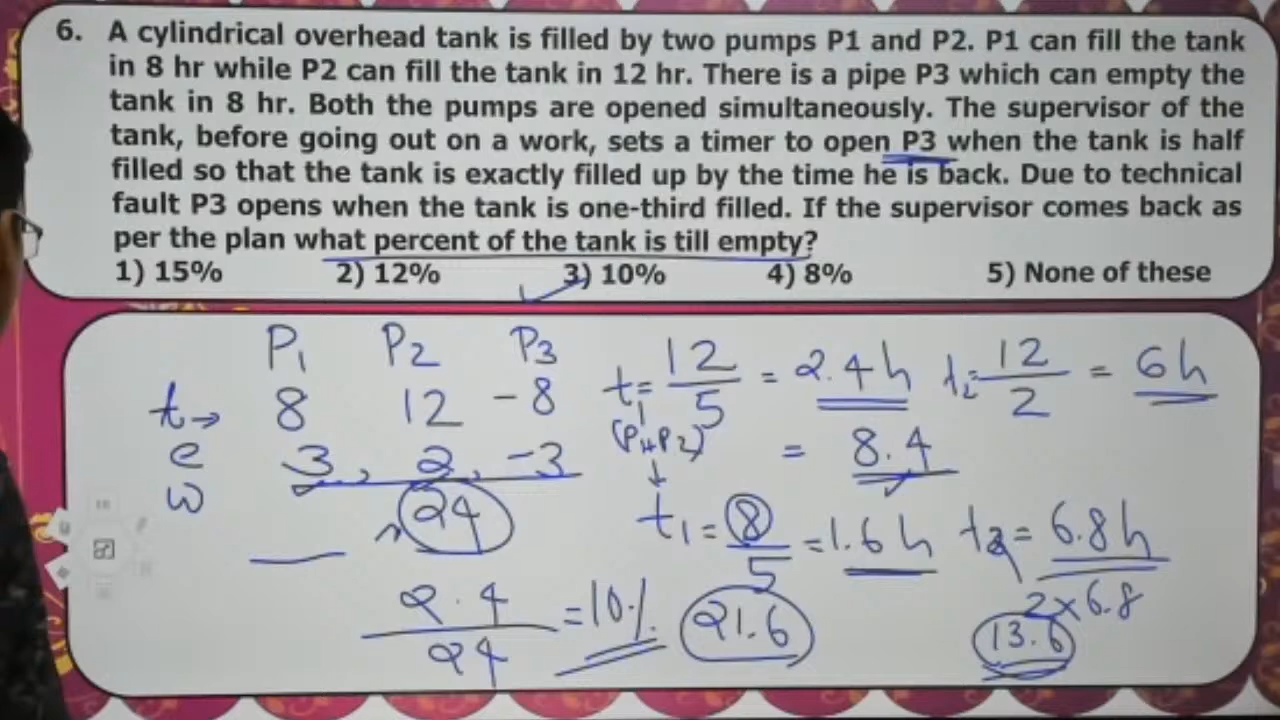 6. A cylindrical overhead tank is filled by two pumps P1 and P2. P1 can fill the tank
in 8 hr while P2 can fill the tank in 12 hr. There is a pipe P3 which can empty the
tank in 8 hr. Both the pumps are opened simultaneously. The supervisor of the
tank, before going out on a work, sets a timer to open P3 when the tank is half
filled so that the tank is exactly filled up by the time he is back. Due to technical
fault P3 opens when the tank is one-third filled. If the supervisor comes back as
per the plan what percent of the tank is till empty?
1) 15% 2) 12% 3) 10% 4) 8% 5) None of these
P1 P2 P3
t→ 8 12 -8
e 3, 2, -3
w 24
t = 12/5 = 2.4h t2 = 12/2 = 6h
(P1+P2) = 8.4
t1 = 8/5 = 1.6h t2 = 6.8h
2×6.8
2.4/24 = 10% 21.6 13.6